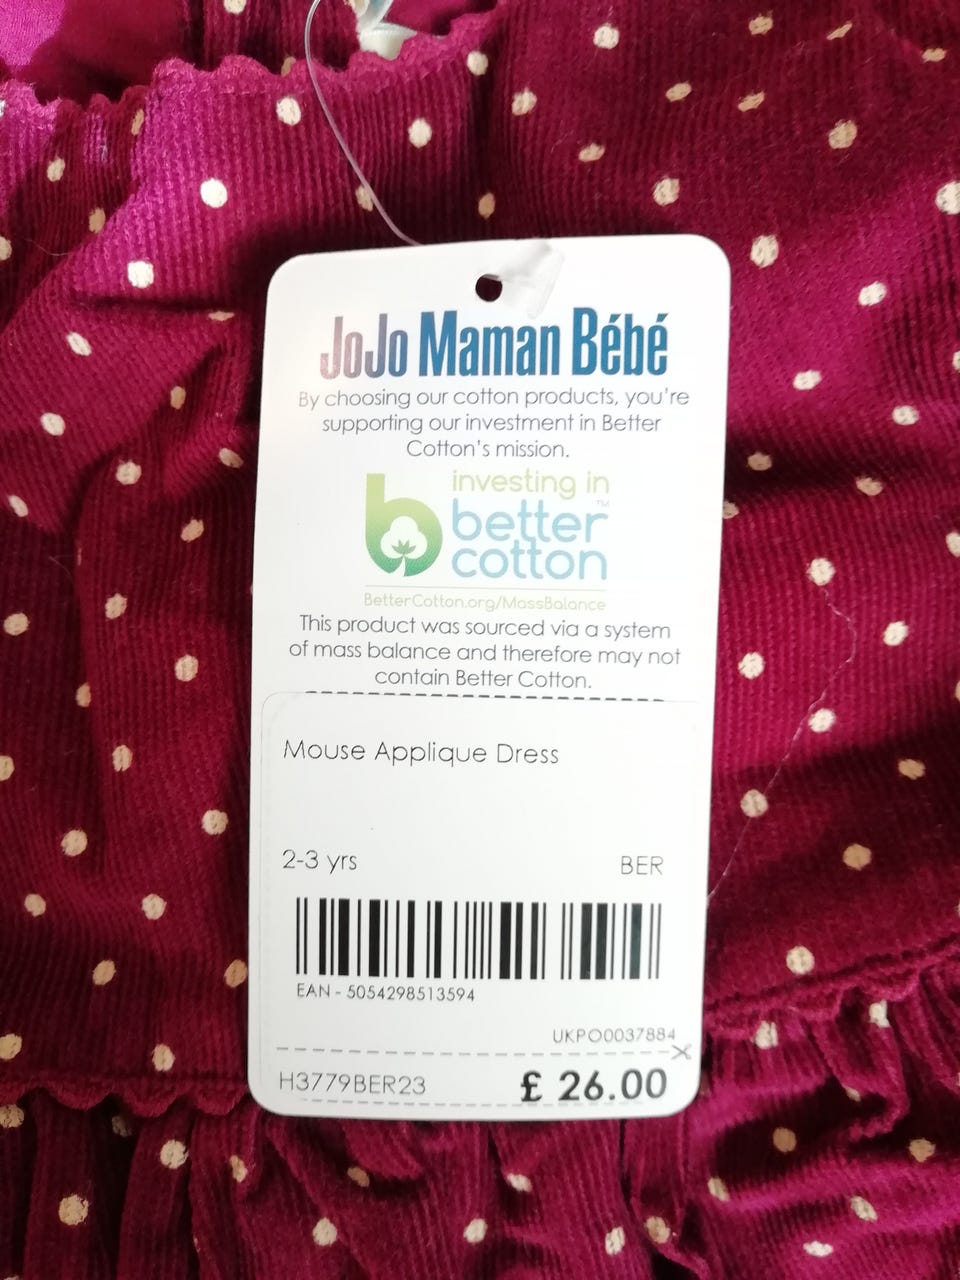 JoJo Maman Bébé
By choosing our cotton products, you're
supporting our investment in Better
Cotton's mission.
investing in
better™
cotton
BetterCotton.org/MassBalance
This product was sourced via a system
of mass balance and therefore may not
contain Better Cotton.
Mouse Applique Dress
2-3 yrs BER
EAN - 5054298513594
UKPO0037884
H3779BER23 £ 26.00